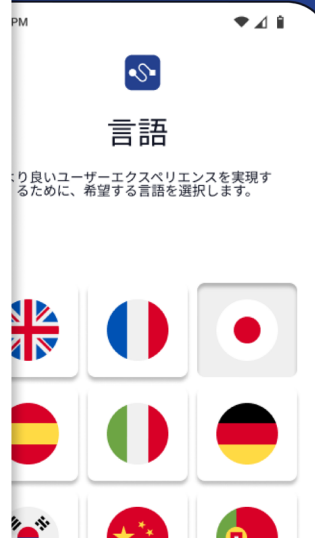 PM
言語
より良いユーザーエクスペリエンスを実現す
るために、希望する言語を選択します。